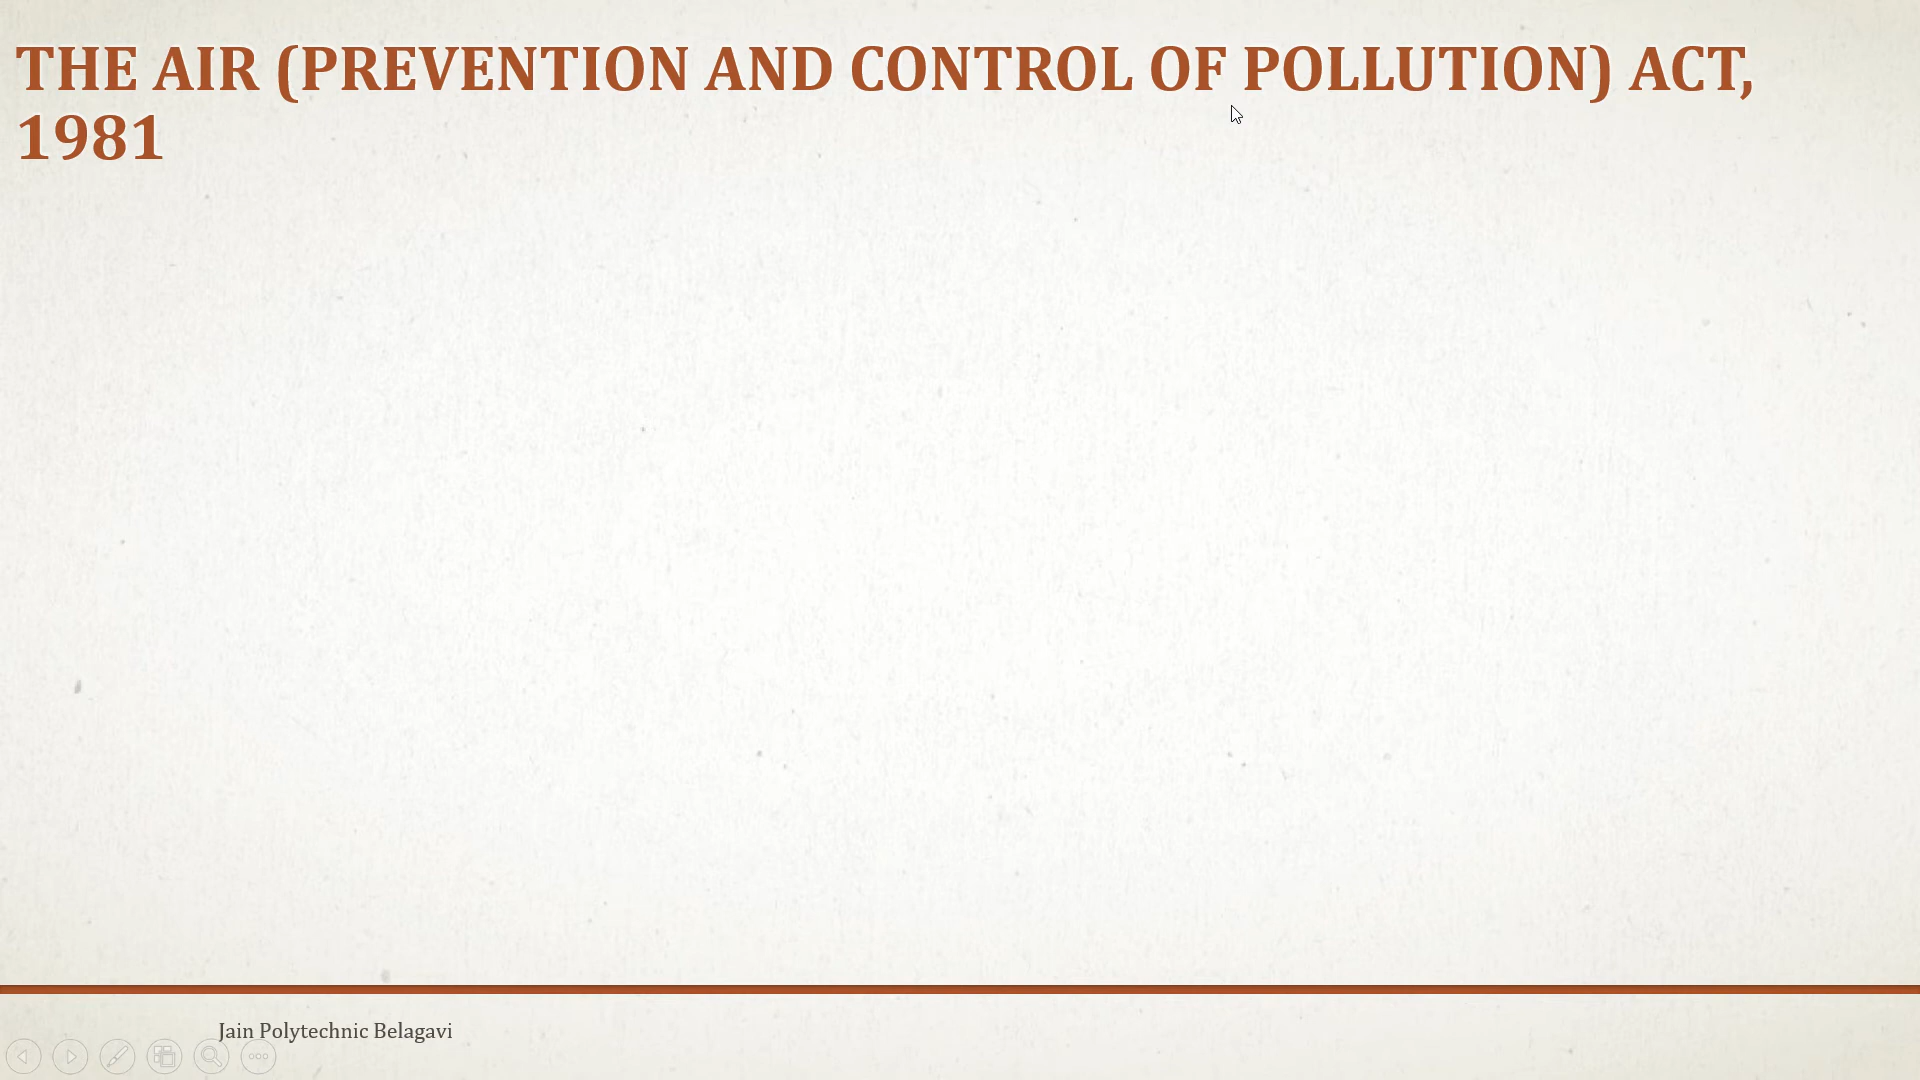 THE AIR (PREVENTION AND CONTROL OF POLLUTION) ACT,
1981
Jain Polytechnic Belagavi